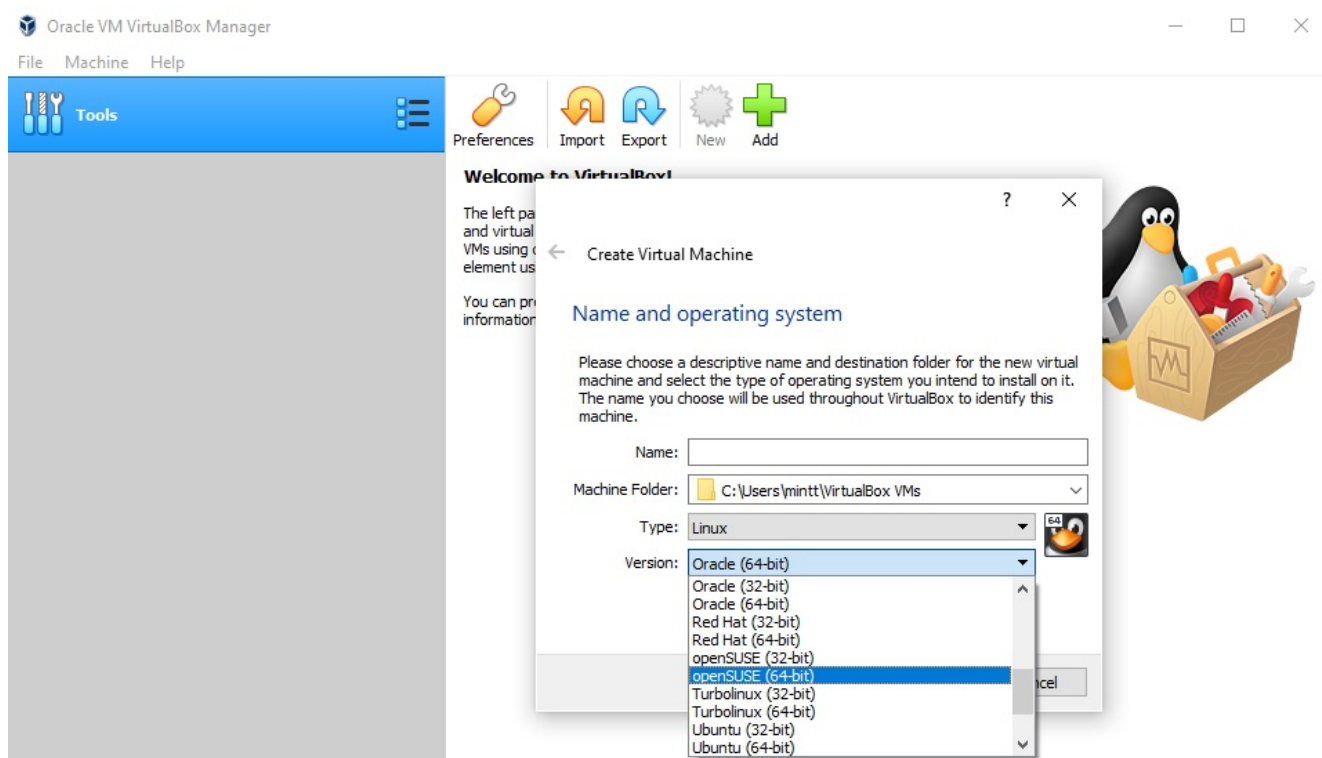 Oracle VM VirtualBox Manager
File Machine Help
Tools
Preferences
Import
Export
New
Add
Welcome to VirtualBox!
The left pa
and virtual
VMs using
element us
You can pr
information
?
Create Virtual Machine
Name and operating system
Please choose a descriptive name and destination folder for the new virtual
machine and select the type of operating system you intend to install on it.
The name you choose will be used throughout VirtualBox to identify this
machine.
Name:
Machine Folder: C:\Users\mintt\VirtualBox VMs
Type: Linux
64
Version: Oracle (64-bit)
Oracle (32-bit)
Oracle (64-bit)
Red Hat (32-bit)
Red Hat (64-bit)
openSUSE (32-bit)
openSUSE (64-bit)
Turbolinux (32-bit)
Turbolinux (64-bit)
Ubuntu (32-bit)
Ubuntu (64-bit)
ncel